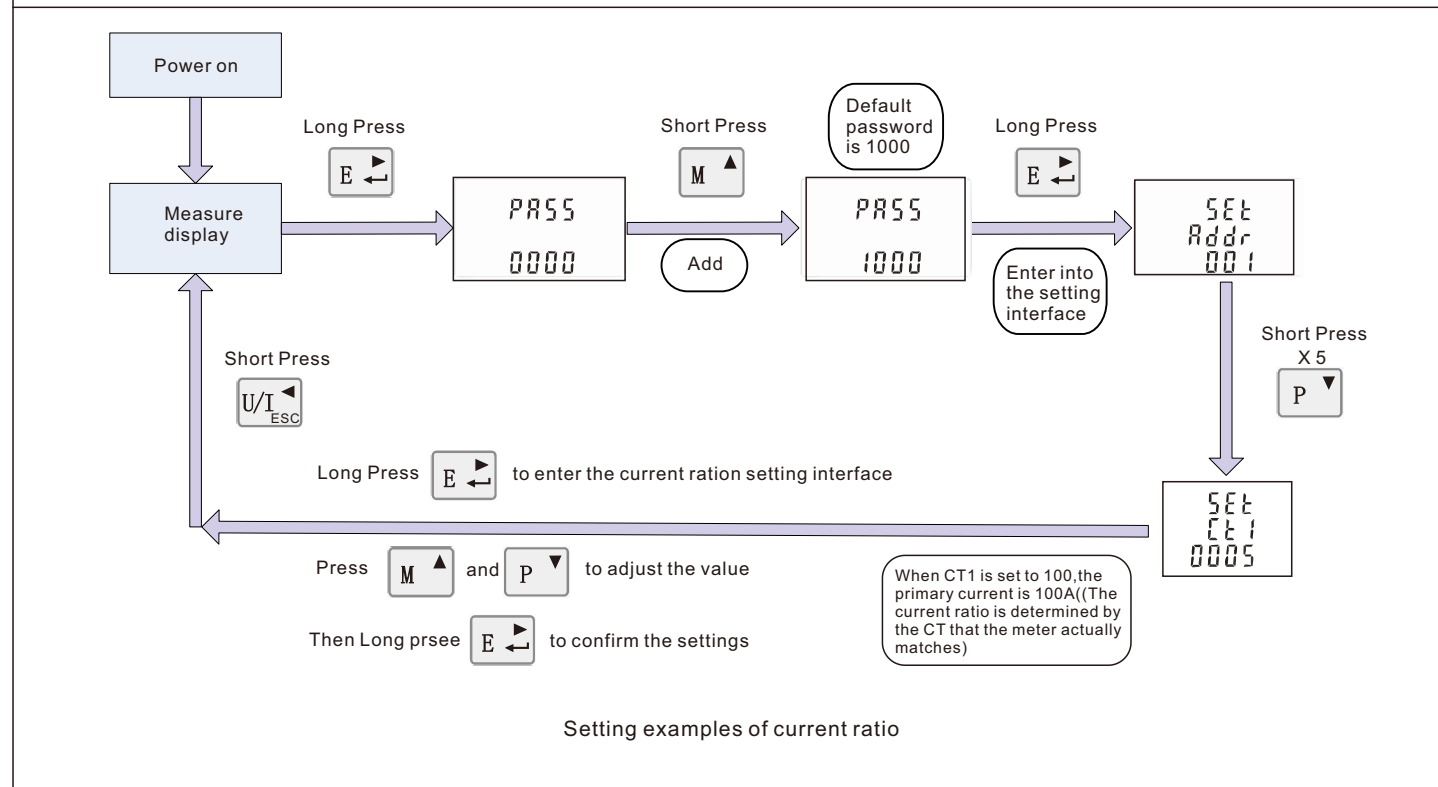 Power on
Measure
display
Long Press
E
PASS
0000
Short Press
M
Add
Default
password
is 1000
PASS
1000
Long Press
E
Enter into
the setting
interface
SEt
Addr
001
Short Press
X 5
P
SEt
Ct1
0005
When CT1 is set to 100,the
primary current is 100A((The
current ratio is determined by
the CT that the meter actually
matches)
Long Press E to enter the current ration setting interface
Press M and P to adjust the value
Then Long prsee E to confirm the settings
Short Press
U/I
ESC
Setting examples of current ratio